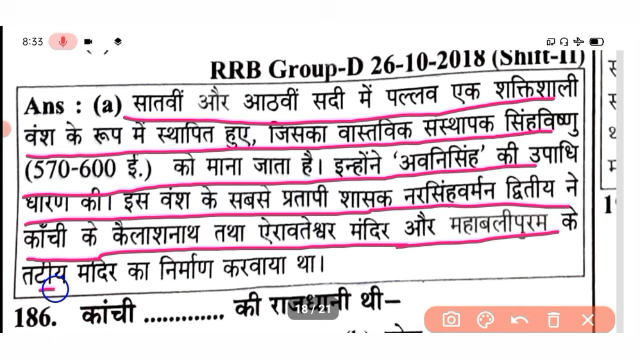 8:33
RRB Group-D 26-10-2018 (Shift-II)
Ans : (a) सातवीं और आठवीं सदी में पल्लव एक शक्तिशाली
वंश के रूप में स्थापित हुए, जिसका वास्तविक संस्थापक सिंहविष्णु
(570-600 ई.) को माना जाता है। इन्होंने 'अवनिसिंह' की उपाधि
धारण की। इस वंश के सबसे प्रतापी शासक नरसिंहवर्मन द्वितीय ने
काँची के कैलाशनाथ तथा ऐरावतेश्वर मंदिर और महाबलीपुरम के
तटीय मंदिर का निर्माण करवाया था।
186. कांची ............. की राजधानी थी–
18 / 21